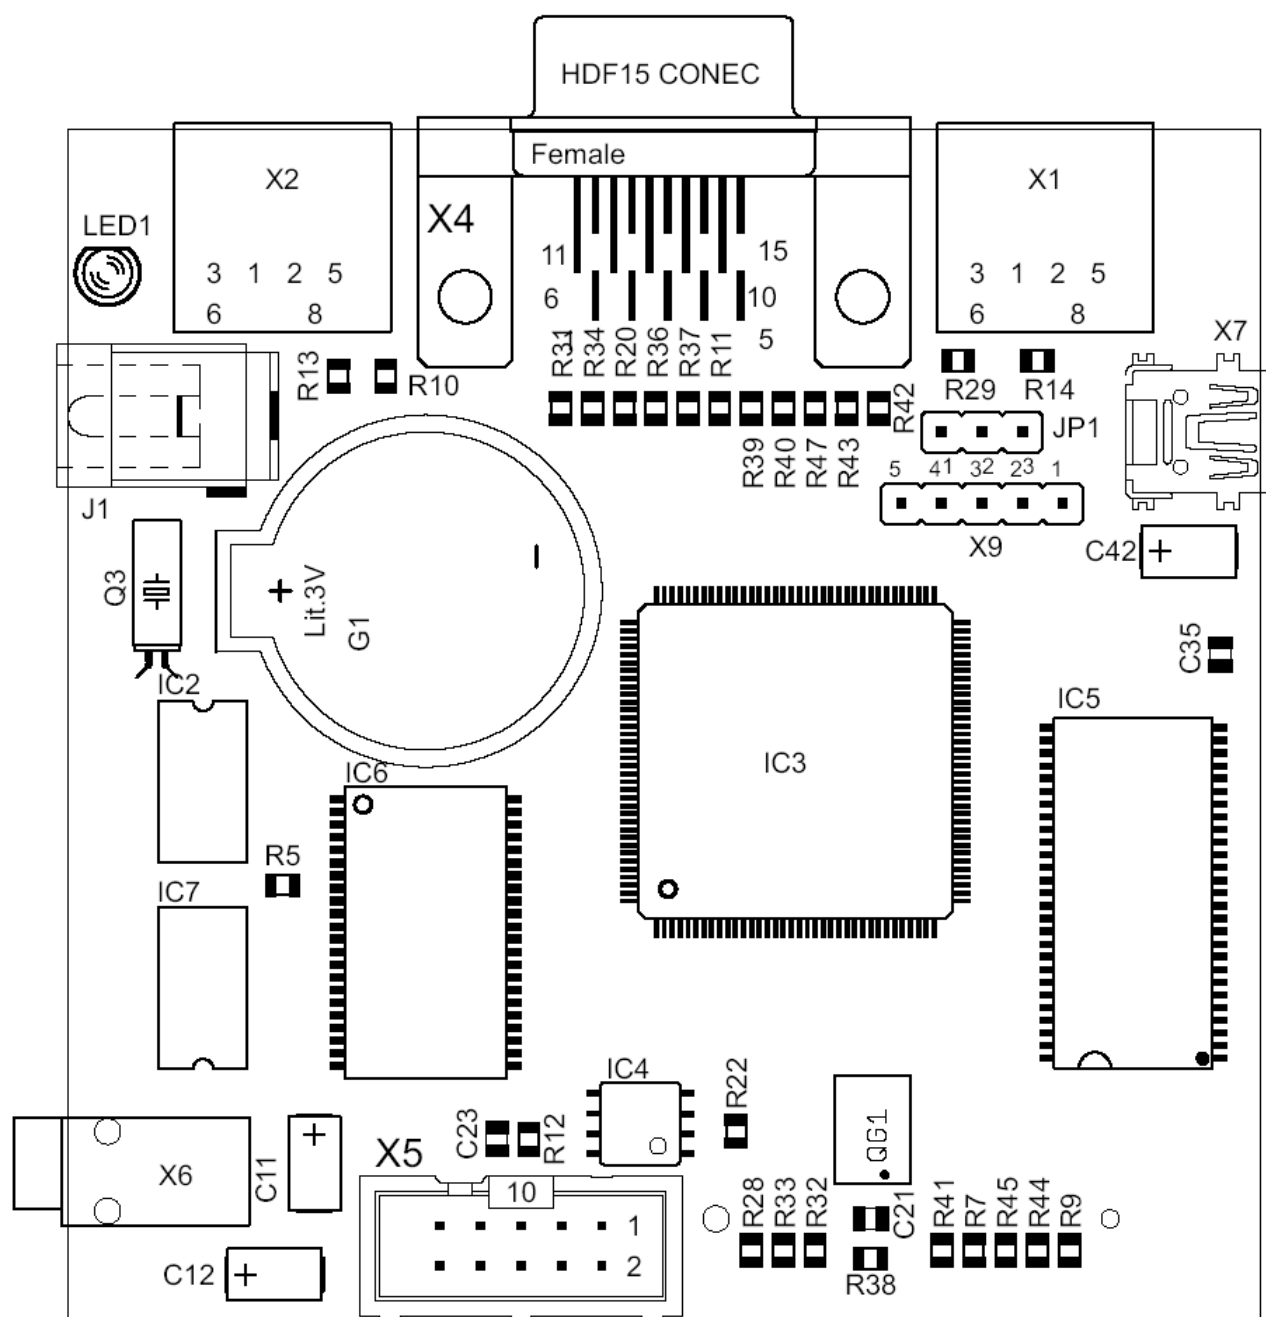 HDF15 CONEC
Female
X2
X1
LED1
X4
11
15
3 1 2 5
3 1 2 5
6
10
6 8
6 8
5
X7
R31
R34
R20
R36
R37
R11
R13
R10
R29
R14
R42
JP1
R39
R40
R47
R43
5 41 32 23 1
J1
X9
C42
Q3
+
−
+
Lit.3V
G1
C35
IC2
IC5
IC3
IC6
R5
IC7
IC4
R22
C23
R12
QG1
X5
X6
C11
+
10
1
2
R28
R33
R32
C21
R41
R7
R45
R44
R9
C12
+
R38